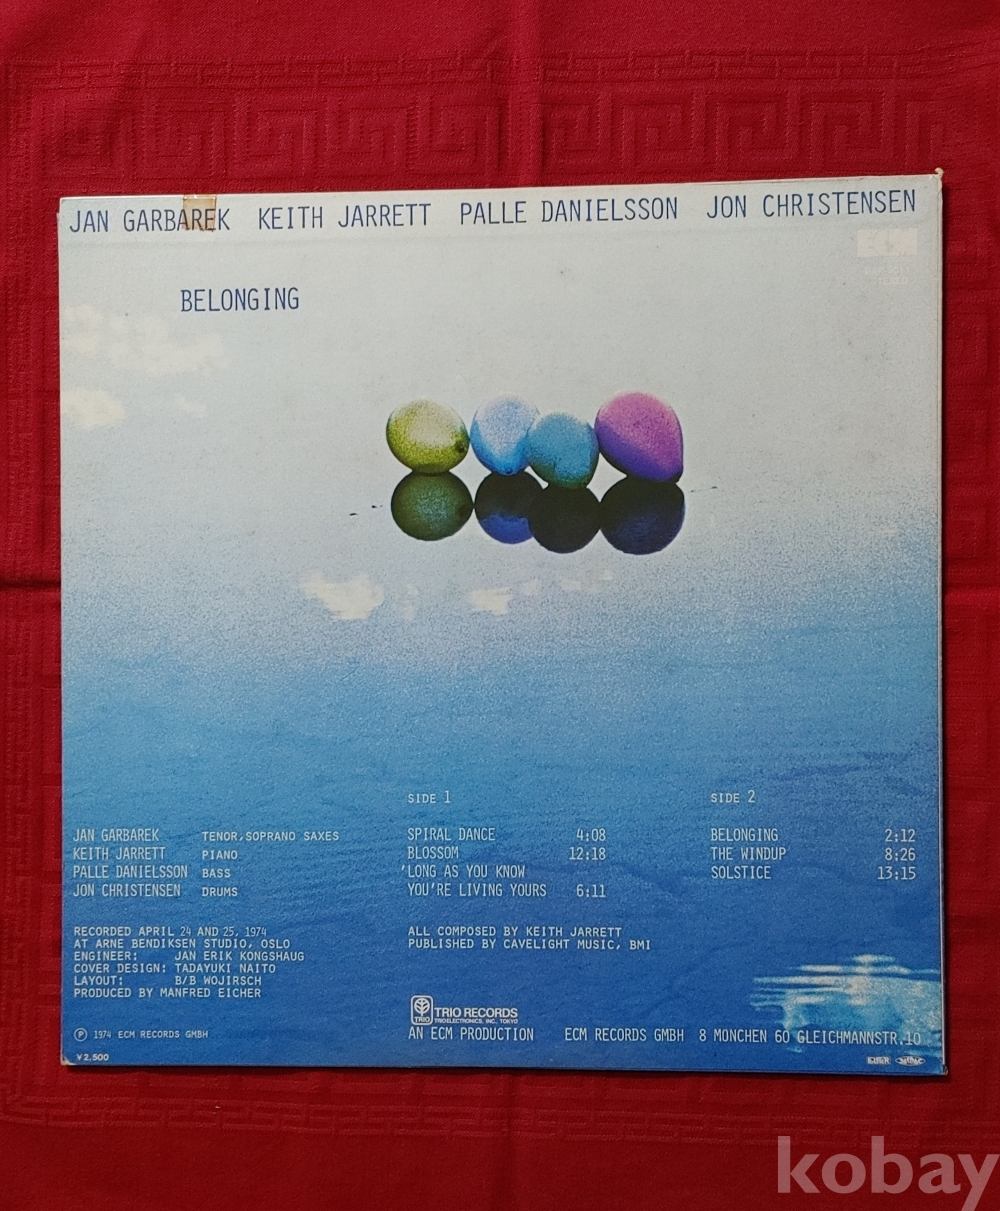 JAN GARBAREK KEITH JARRETT PALLE DANIELSSON JON CHRISTENSEN
ECM
BELONGING
SIDE 1
SPIRAL DANCE 4:08
BLOSSOM 12:18
'LONG AS YOU KNOW
YOU'RE LIVING YOURS 6:11
SIDE 2
BELONGING 2:12
THE WINDUP 8:26
SOLSTICE 13:15
JAN GARBAREK TENOR, SOPRANO SAXES
KEITH JARRETT PIANO
PALLE DANIELSSON BASS
JON CHRISTENSEN DRUMS
RECORDED APRIL 24 AND 25, 1974
AT ARNE BENDIKSEN STUDIO, OSLO
ENGINEER: JAN ERIK KONGSHAUG
COVER DESIGN: TADAYUKI NAITO
LAYOUT: B/B WOJIRSCH
PRODUCED BY MANFRED EICHER
ALL COMPOSED BY KEITH JARRETT
PUBLISHED BY CAVELIGHT MUSIC, BMI
TRIO
TRIO RECORDS
TRIO ELECTRONICS, INC. TOKYO
Ⓟ 1974 ECM RECORDS GMBH
AN ECM PRODUCTION ECM RECORDS GMBH 8 MONCHEN 60 GLEICHMANNSTR.10
¥2,500
kobay